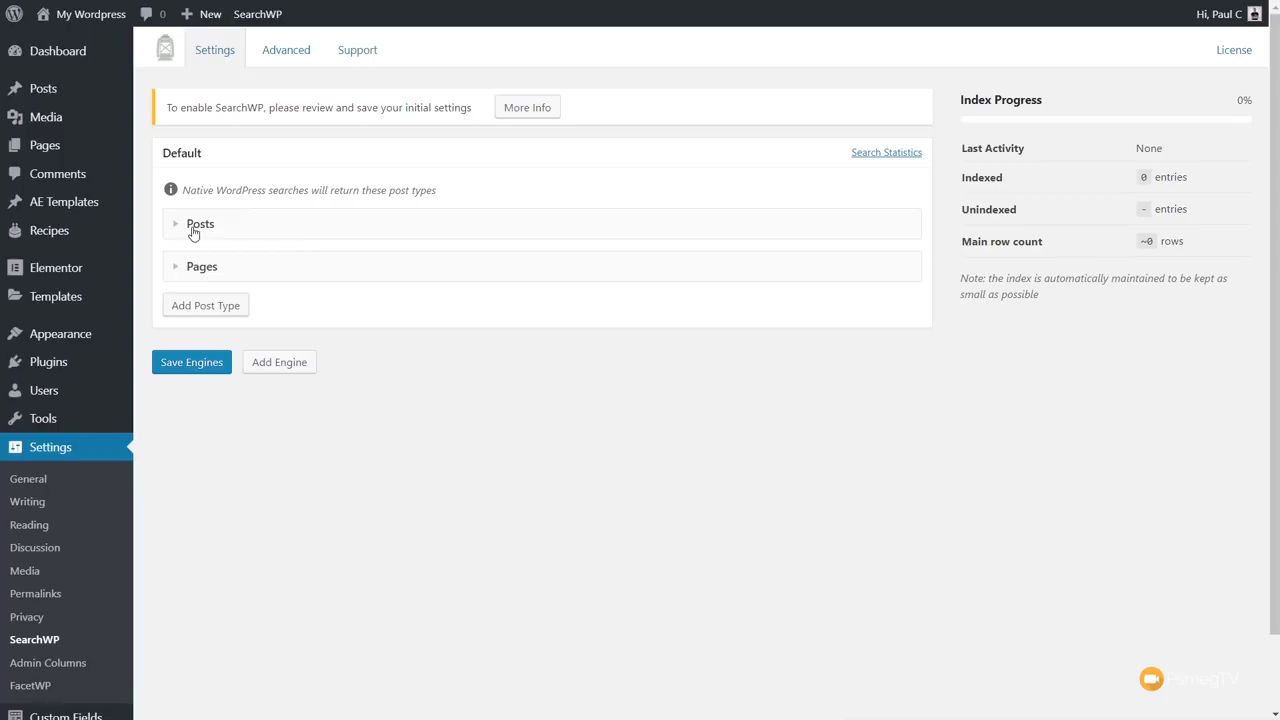 My Wordpress 0 New SearchWP Hi, Paul C
Dashboard
Posts
Media
Pages
Comments
AE Templates
Recipes
Elementor
Templates
Appearance
Plugins
Users
Tools
Settings
General
Writing
Reading
Discussion
Media
Permalinks
Privacy
SearchWP
Admin Columns
FacetWP
Custom Fields
Settings Advanced Support License
To enable SearchWP, please review and save your initial settings More Info
Default Search Statistics
Native WordPress searches will return these post types
Posts
Pages
Add Post Type
Save Engines Add Engine
Index Progress 0%
Last Activity None
Indexed 0 entries
Unindexed - entries
Main row count ~0 rows
Note: the index is automatically maintained to be kept as
small as possible
PsmegTV